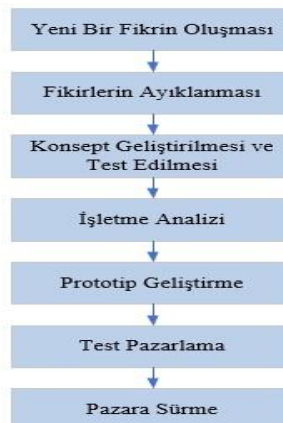 Yeni Bir Fikrin Oluşması
Fikirlerin Ayıklanması
Konsept Geliştirilmesi ve
Test Edilmesi
İşletme Analizi
Prototip Geliştirme
Test Pazarlama
Pazara Sürme